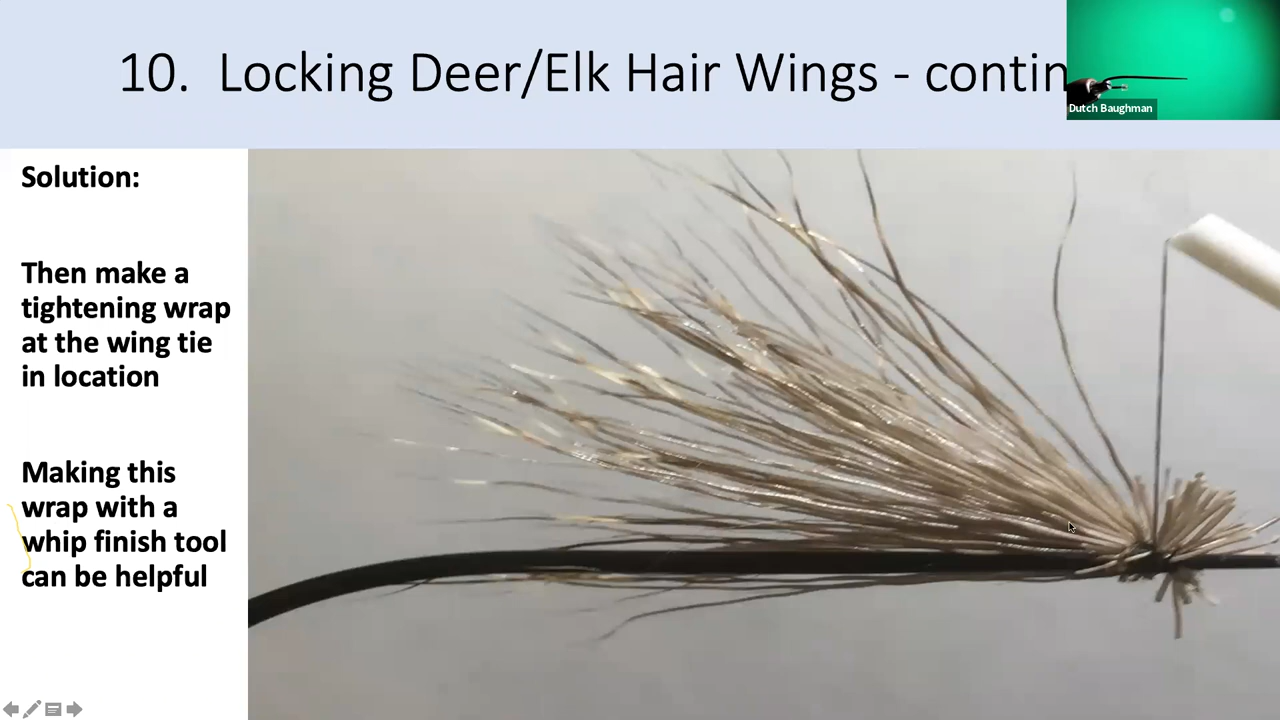 10. Locking Deer/Elk Hair Wings - contin
Dutch Baughman
Solution:
Then make a
tightening wrap
at the wing tie
in location
Making this
wrap with a
whip finish tool
can be helpful